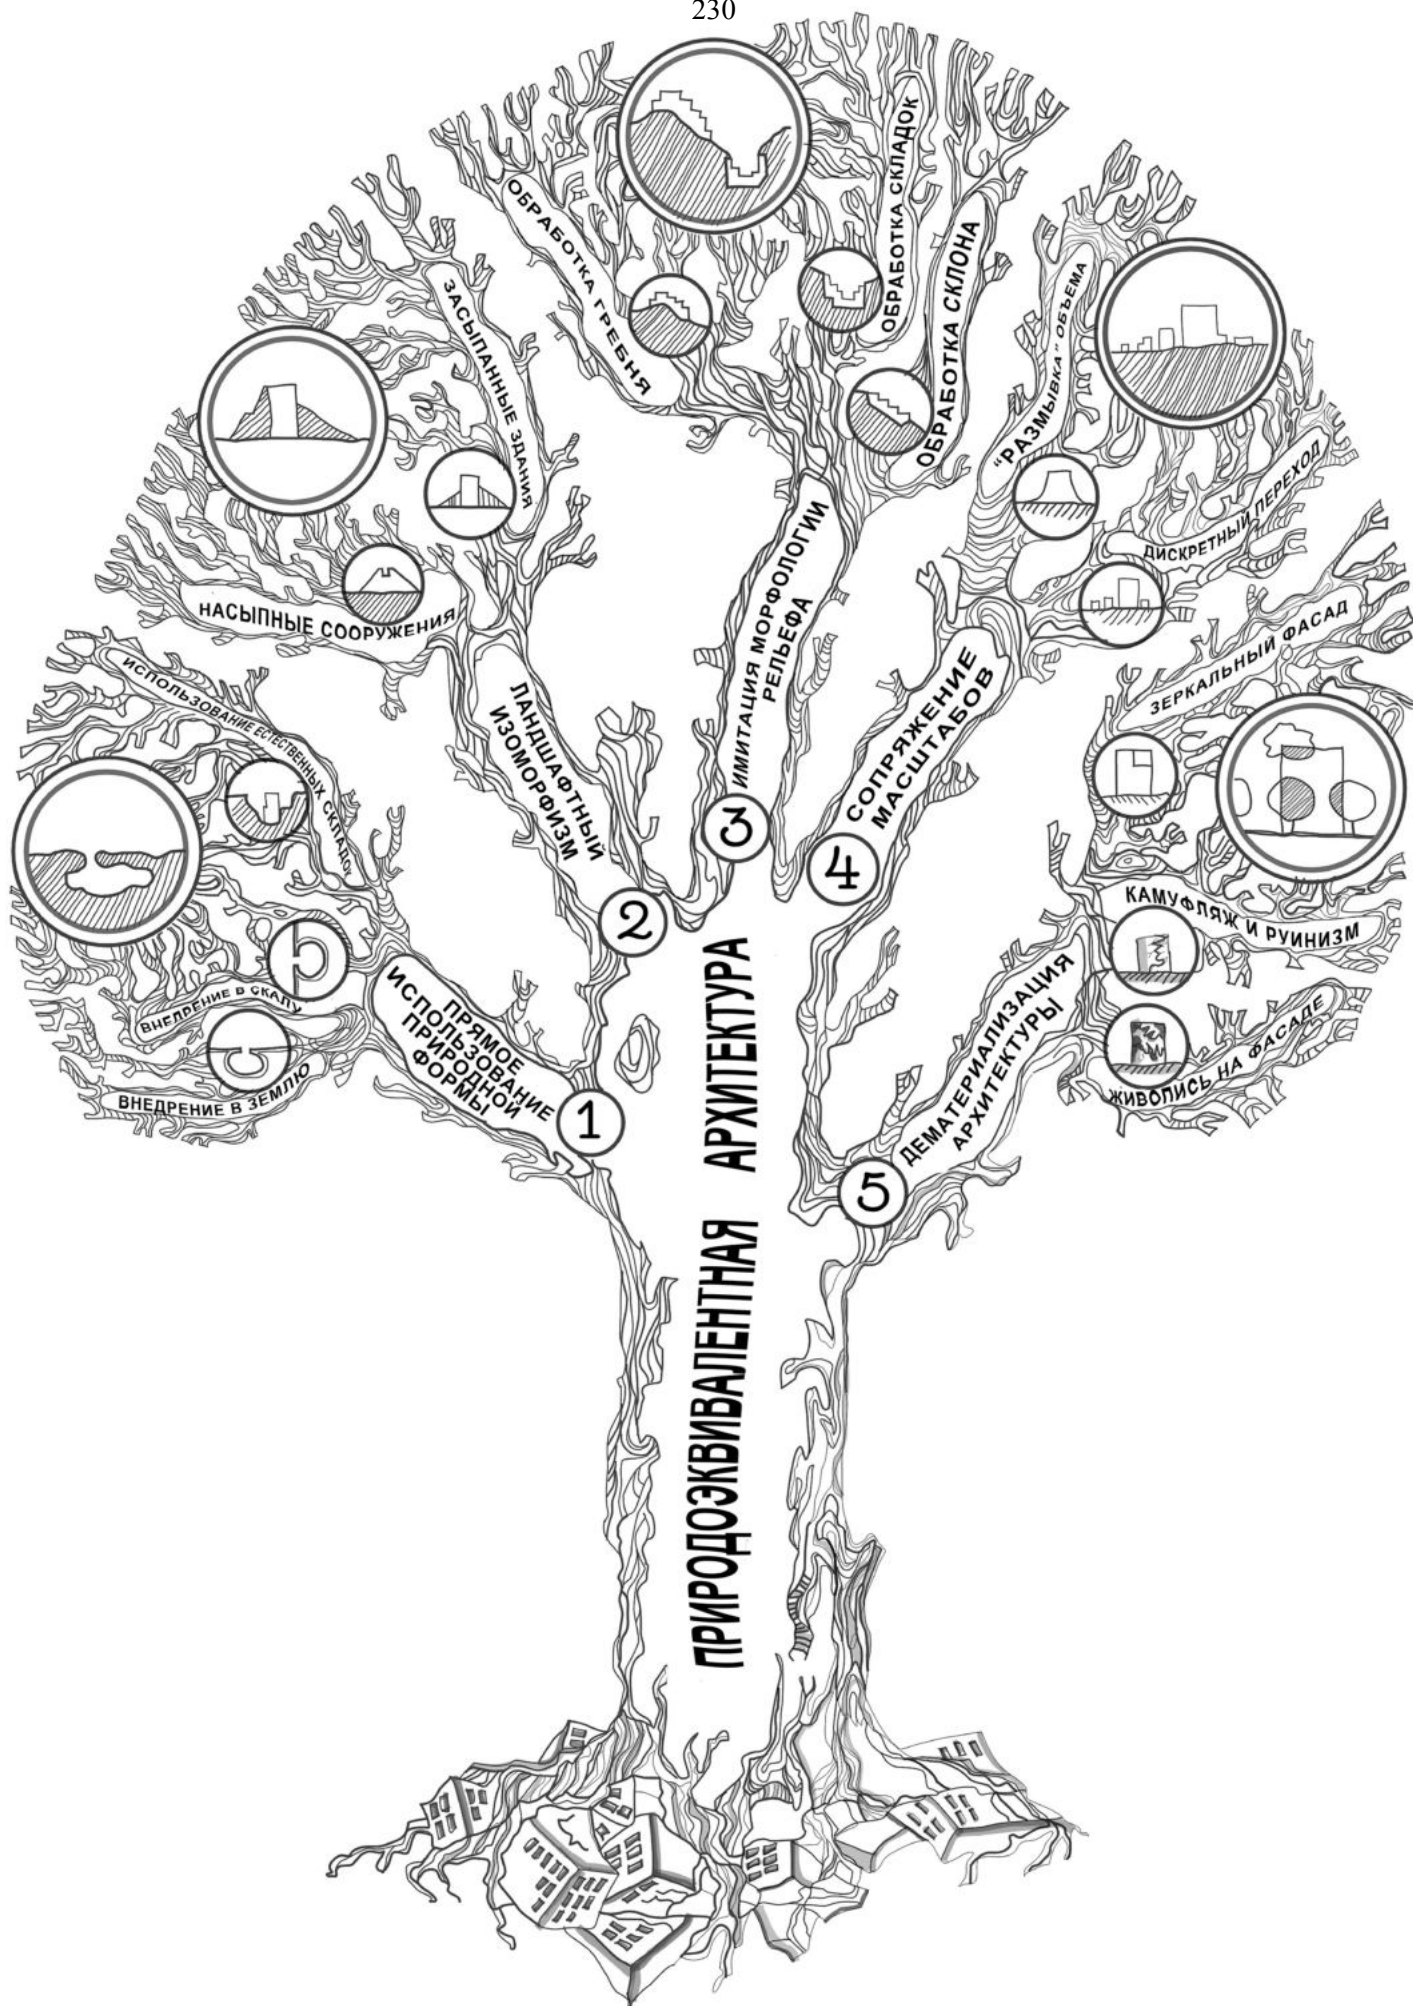 230
ОБРАБОТКА ГРЕБНЯ
ОБРАБОТКА СКЛАДОК
ОБРАБОТКА СКЛОНА
ЗАСЫПАННЫЕ ЗДАНИЯ
НАСЫПНЫЕ СООРУЖЕНИЯ
"РАЗМЫВКА" ОБЪЕМА
ДИСКРЕТНЫЙ ПЕРЕХОД
ИСПОЛЬЗОВАНИЕ ЕСТЕСТВЕННЫХ СКЛАДОК
ВНЕДРЕНИЕ В СКАЛУ
ВНЕДРЕНИЕ В ЗЕМЛЮ
ЗЕРКАЛЬНЫЙ ФАСАД
КАМУФЛЯЖ И РУИНИЗМ
ЖИВОПИСЬ НА ФАСАДЕ
ПРЯМОЕ
ИСПОЛЬЗОВАНИЕ
ПРИРОДНОЙ
ФОРМЫ
1
ЛАНДШАФТНЫЙ
ИЗОМОРФИЗМ
2
ИМИТАЦИЯ МОРФОЛОГИИ
РЕЛЬЕФА
3
СОПРЯЖЕНИЕ
МАСШТАБОВ
4
ДЕМАТЕРИАЛИЗАЦИЯ
АРХИТЕКТУРЫ
5
ПРИРОДОЭКВИВАЛЕНТНАЯ АРХИТЕКТУРА